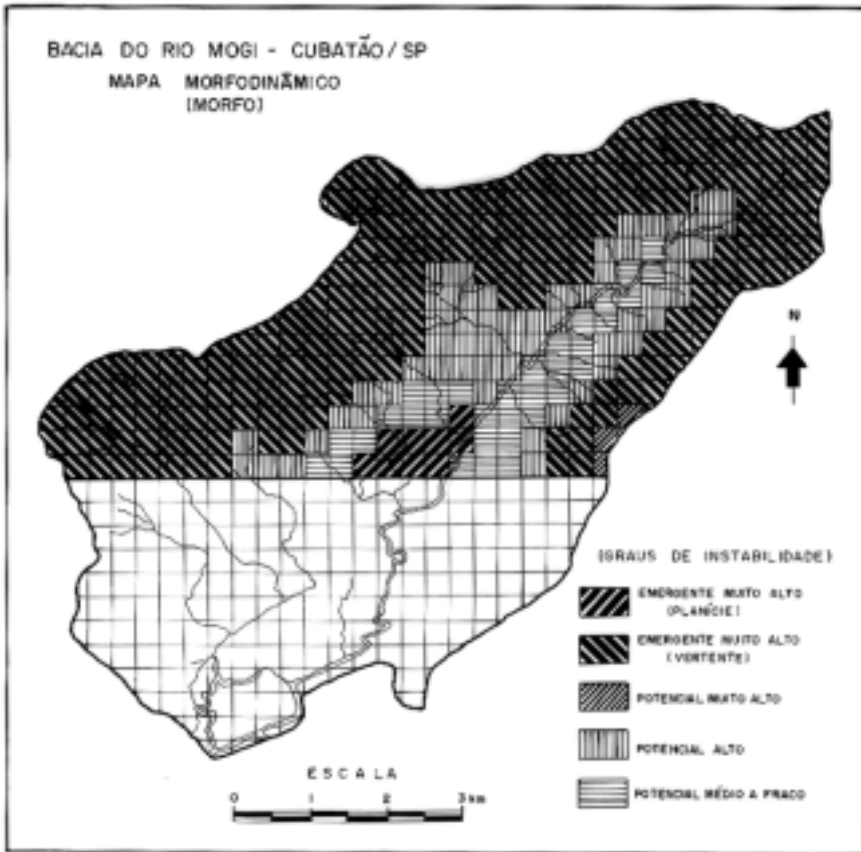 BACIA DO RIO MOGI - CUBATÃO / SP
MAPA MORFODINÂMICO
(MORFO)
N
(GRAUS DE INSTABILIDADE)
EMERGENTE MUITO ALTO
(PLANÍCIE)
EMERGENTE MUITO ALTO
(VORTENTE)
POTENCIAL MUITO ALTO
POTENCIAL ALTO
POTENCIAL MÉDIO A FRACO
ESCALA
0 1 2 3 km